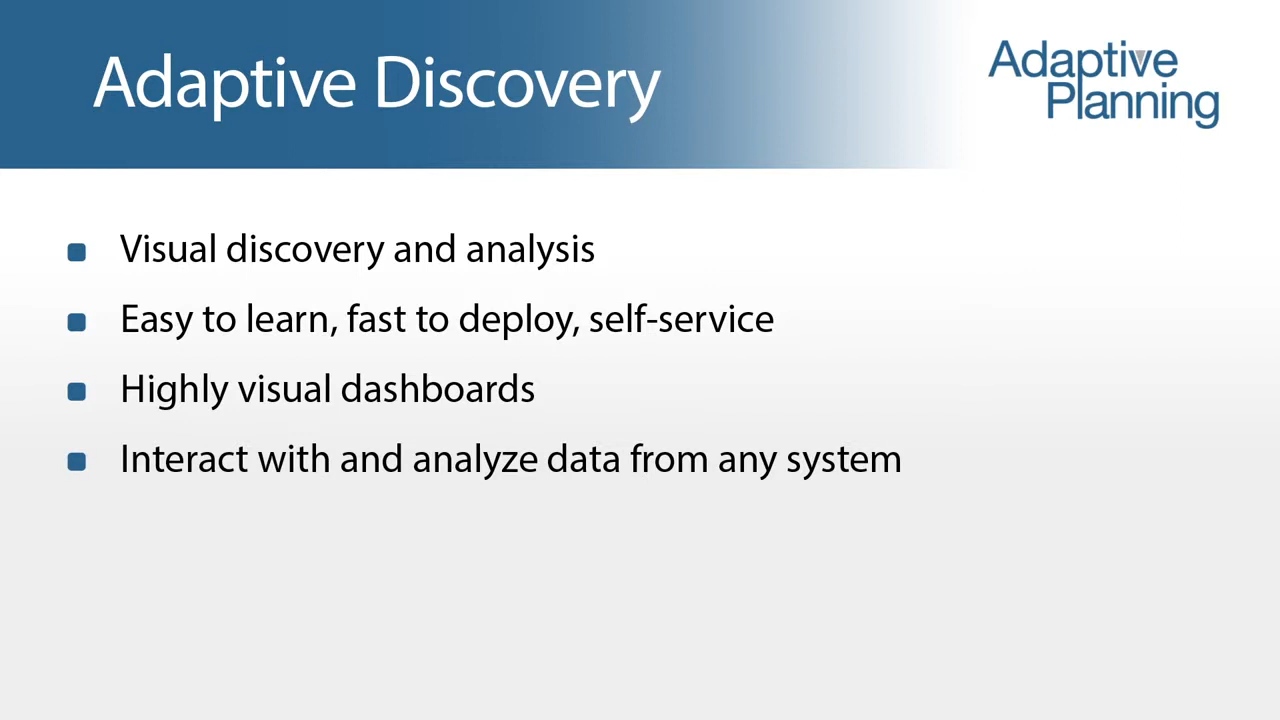 Adaptive Discovery
Adaptive
Planning
Visual discovery and analysis
Easy to learn, fast to deploy, self-service
Highly visual dashboards
Interact with and analyze data from any system